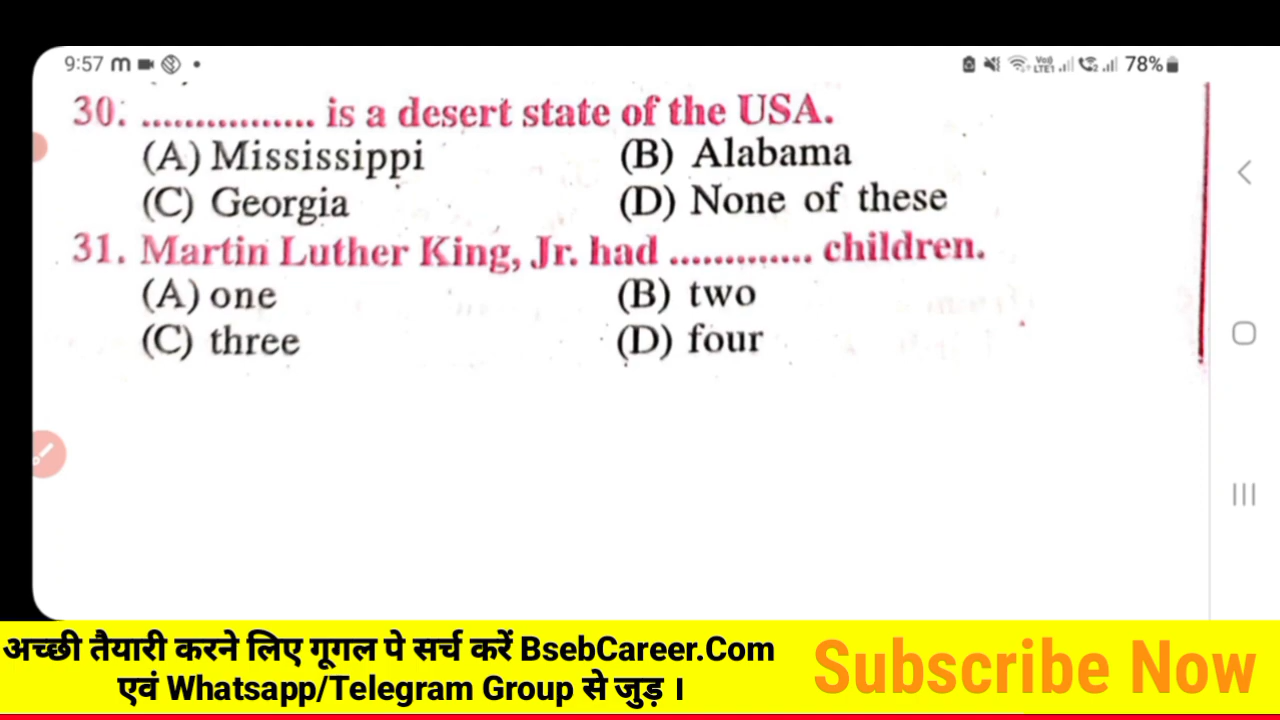 9:57 m
78%
30. ................ is a desert state of the USA.
(A) Mississippi (B) Alabama
(C) Georgia (D) None of these
31. Martin Luther King, Jr. had ............. children.
(A) one (B) two
(C) three (D) four
अच्छी तैयारी करने लिए गूगल पे सर्च करें BsebCareer.Com
एवं Whatsapp/Telegram Group से जुड़ ।
Subscribe Now